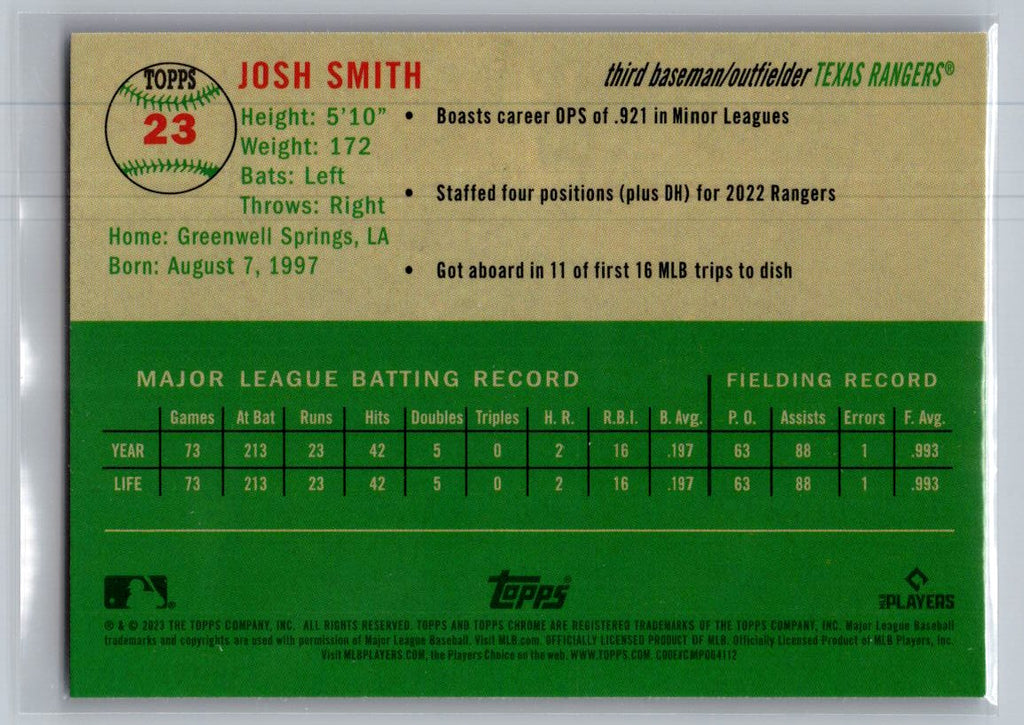 TOPPS
23
JOSH SMITH
third baseman/outfielder TEXAS RANGERS®
Height: 5'10"
Weight: 172
Bats: Left
Throws: Right
Home: Greenwell Springs, LA
Born: August 7, 1997
• Boasts career OPS of .921 in Minor Leagues
• Staffed four positions (plus DH) for 2022 Rangers
• Got aboard in 11 of first 16 MLB trips to dish
MAJOR LEAGUE BATTING RECORD FIELDING RECORD
Games At Bat Runs Hits Doubles Triples H. R. R.B.I. B. Avg. P. O. Assists Errors F. Avg.
YEAR 73 213 23 42 5 0 2 16 .197 63 88 1 .993
LIFE 73 213 23 42 5 0 2 16 .197 63 88 1 .993
Topps®
MLB PLAYERS
® & © 2023 THE TOPPS COMPANY, INC. ALL RIGHTS RESERVED. TOPPS AND TOPPS CHROME ARE REGISTERED TRADEMARKS OF THE TOPPS COMPANY, INC. Major League Baseball
trademarks and copyrights are used with permission of Major League Baseball. Visit MLB.com. OFFICIALLY LICENSED PRODUCT OF MLB. Officially Licensed Product of MLB Players, Inc.
Visit MLBPLAYERS.COM, the Players Choice on the web. WWW.TOPPS.COM. CODE#CMP084112